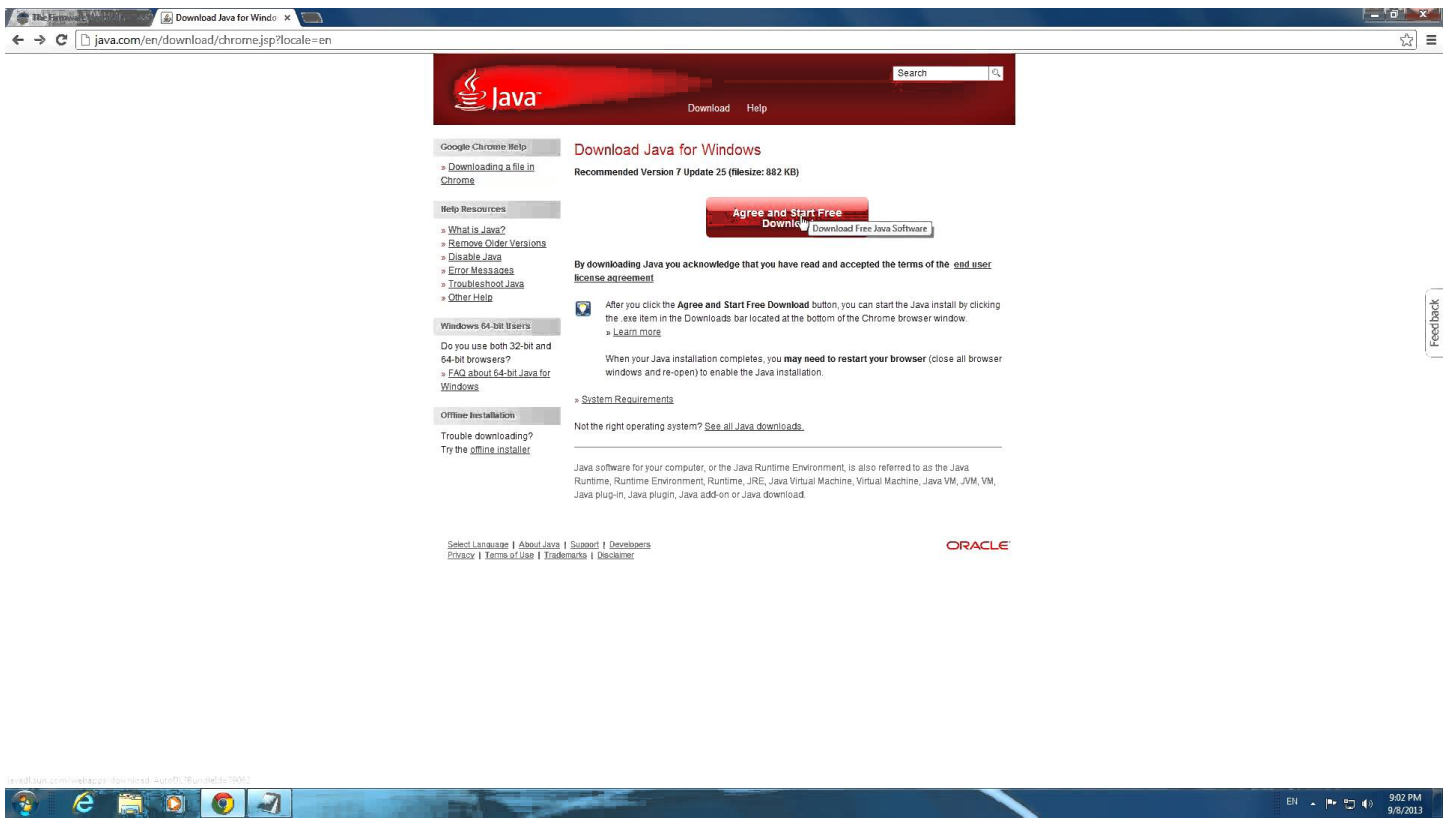 The Firmware
Download Java for Windo
java.com/en/download/chrome.jsp?locale=en
Java
Search
Download Help
Google Chrome Help
» Downloading a file in
Chrome
Help Resources
» What is Java?
» Remove Older Versions
» Disable Java
» Error Messages
» Troubleshoot Java
» Other Help
Windows 64-bit Users
Do you use both 32-bit and
64-bit browsers?
» FAQ about 64-bit Java for
Windows
Offline Installation
Trouble downloading?
Try the offline installer
Download Java for Windows
Recommended Version 7 Update 25 (filesize: 882 KB)
Agree and Start Free
Download Free Java Software
By downloading Java you acknowledge that you have read and accepted the terms of the end user
license agreement
After you click the Agree and Start Free Download button, you can start the Java install by clicking
the .exe item in the Downloads bar located at the bottom of the Chrome browser window.
» Learn more
When your Java installation completes, you may need to restart your browser (close all browser
windows and re-open) to enable the Java installation.
» System Requirements
Not the right operating system? See all Java downloads.
Java software for your computer, or the Java Runtime Environment, is also referred to as the Java
Runtime, Runtime Environment, Runtime, JRE, Java Virtual Machine, Virtual Machine, Java VM, JVM, VM,
Java plug-in, Java plugin, Java add-on or Java download.
Feedback
Select Language | About Java | Support | Developers
Privacy | Terms of Use | Trademarks | Disclaimer
ORACLE
EN
9:02 PM
9/8/2013